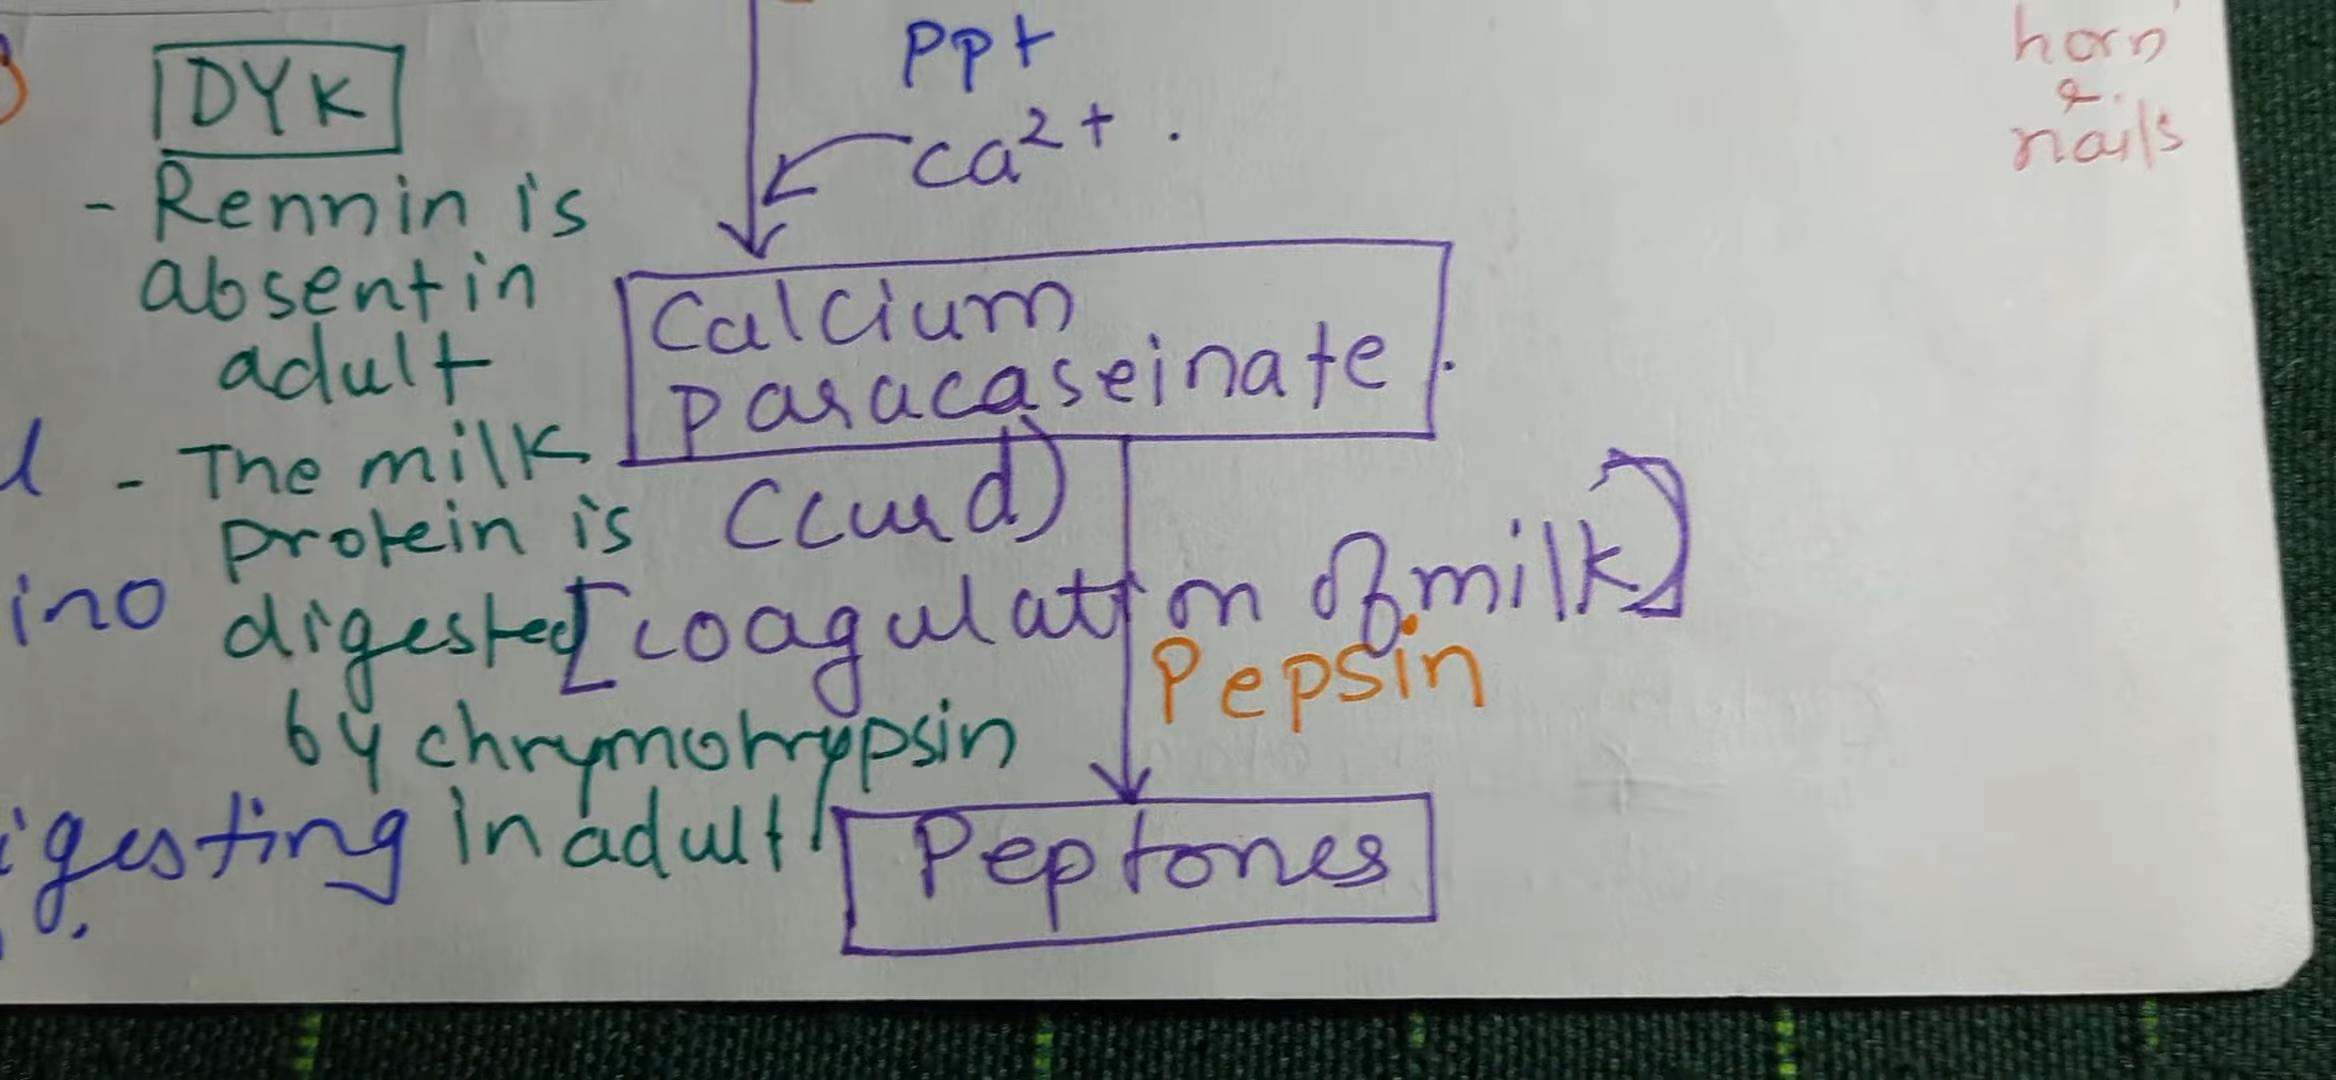 DYK
- Rennin is
absent in
adult
- The milk
protein is
digested
by chrymotrypsin
in adult
ppt
Ca2+ .
Calcium
paracaseinate.
(Curd)
[coagulation of milk]
Pepsin
Peptones
horn
&
nails
ino
igesting